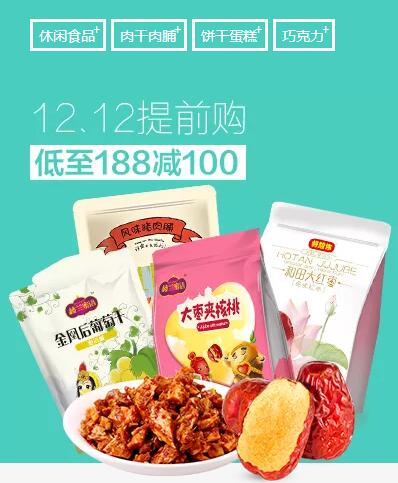 休闲食品+
肉干肉脯+
饼干蛋糕+
巧克力+
12.12提前购
低至188减100
风味猪肉脯
HOTAN JUJUBE
和田大红枣
大枣夹核桃
金凤后葡萄干